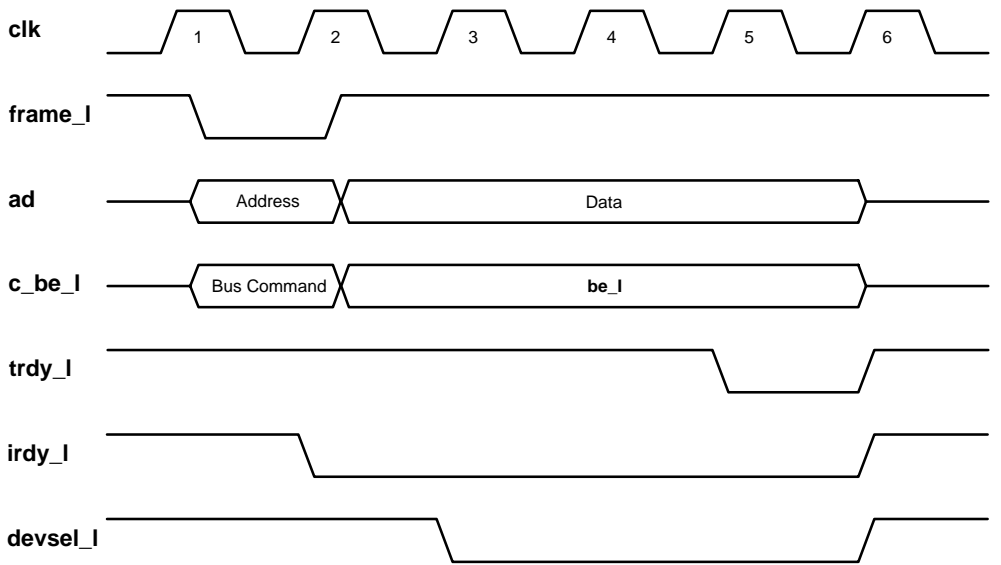 clk
1 2 3 4 5 6
frame_l
ad
Address Data
c_be_l
Bus Command be_l
trdy_l
irdy_l
devsel_l